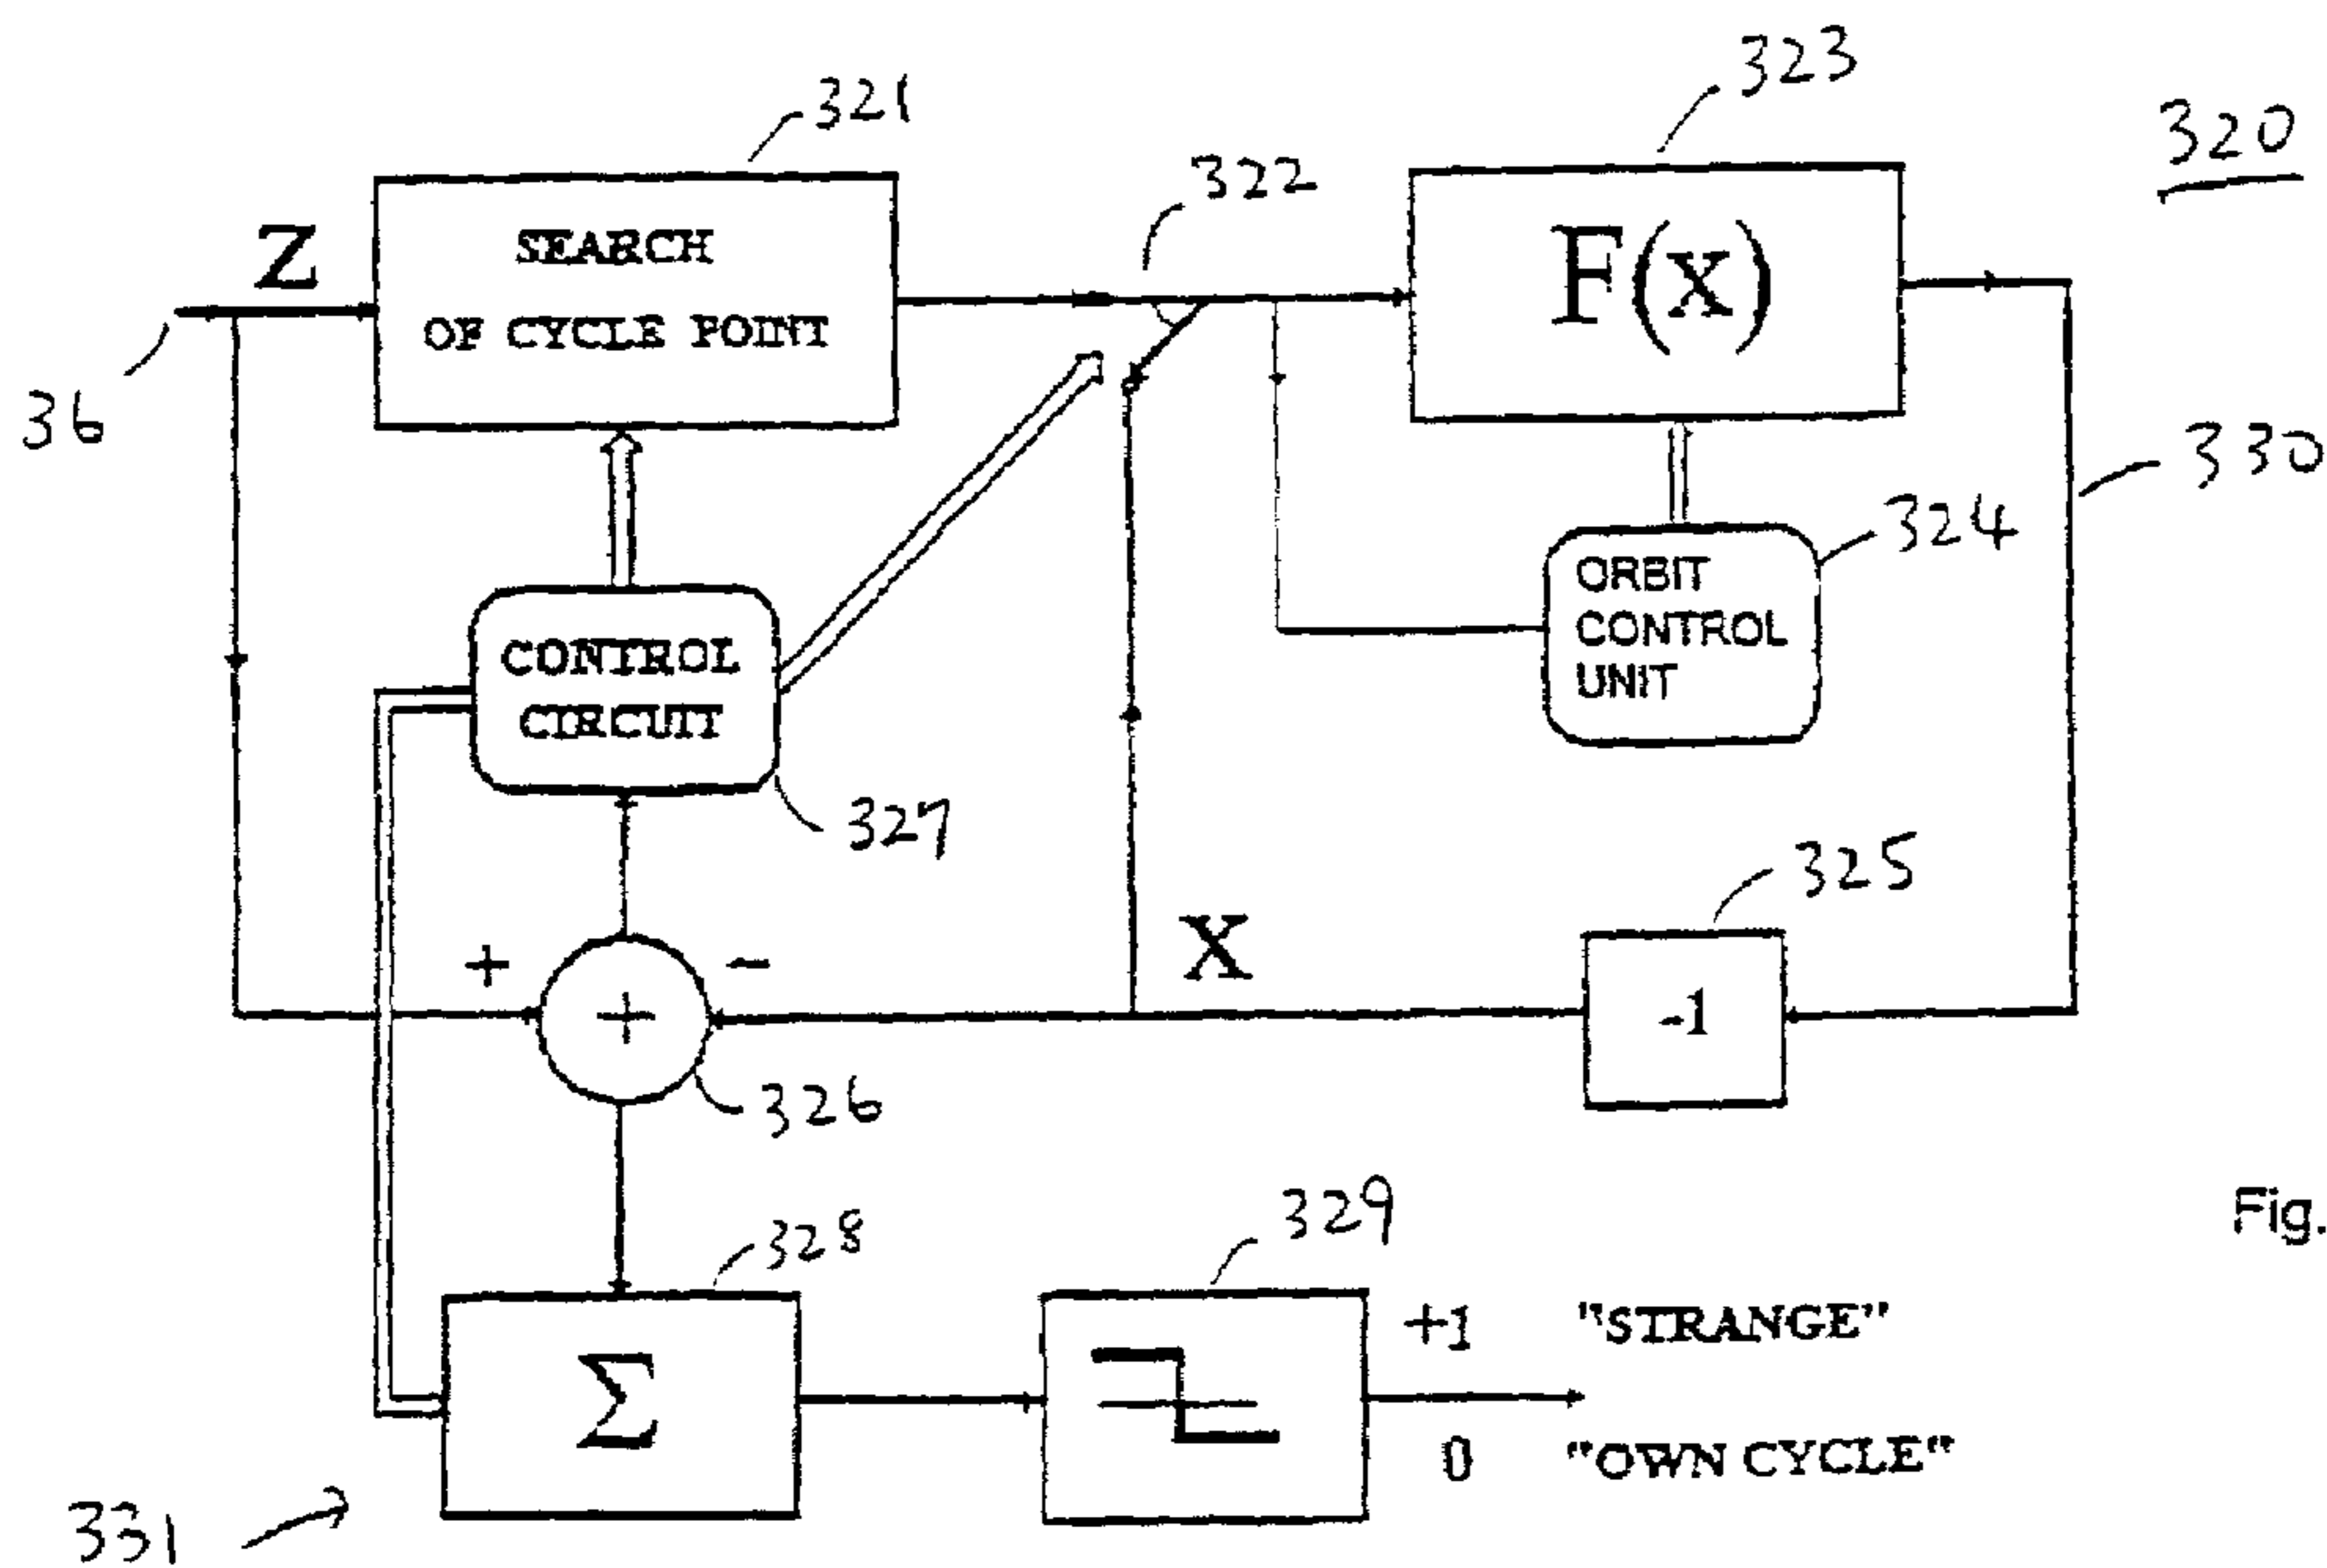 321
323
320
322
Z
SEARCH
OF CYCLE POINT
F(x)
36
330
324
ORBIT
CONTROL
UNIT
CONTROL
CIRCUIT
327
325
X
+
-
+
-1
326
Fig.
328
329
Σ
+1 "STRANGE"
0 "OWN CYCLE"
331